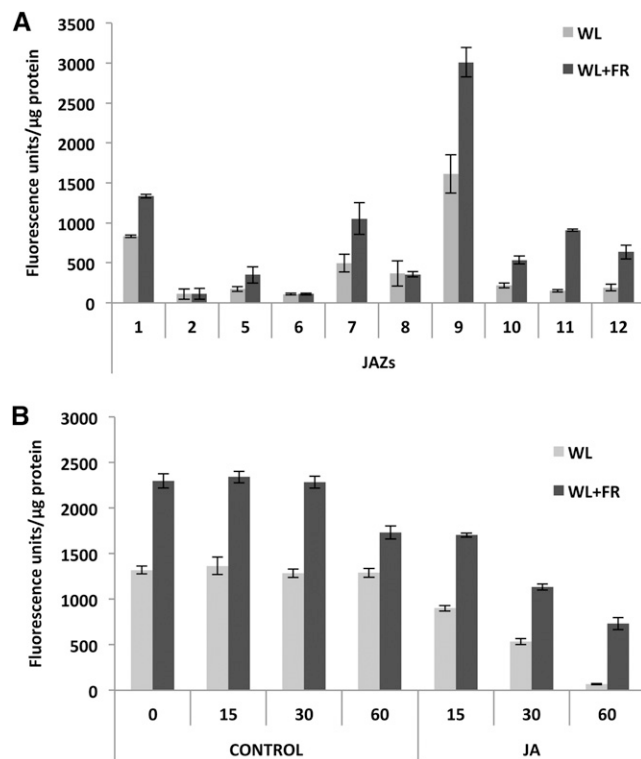 A
Fluorescence units/µg protein
3500
3000
2500
2000
1500
1000
500
0
WL
WL+FR
1 2 5 6 7 8 9 10 11 12
JAZs
B
Fluorescence units/µg protein
3000
2500
2000
1500
1000
500
0
WL
WL+FR
0 15 30 60 15 30 60
CONTROL JA